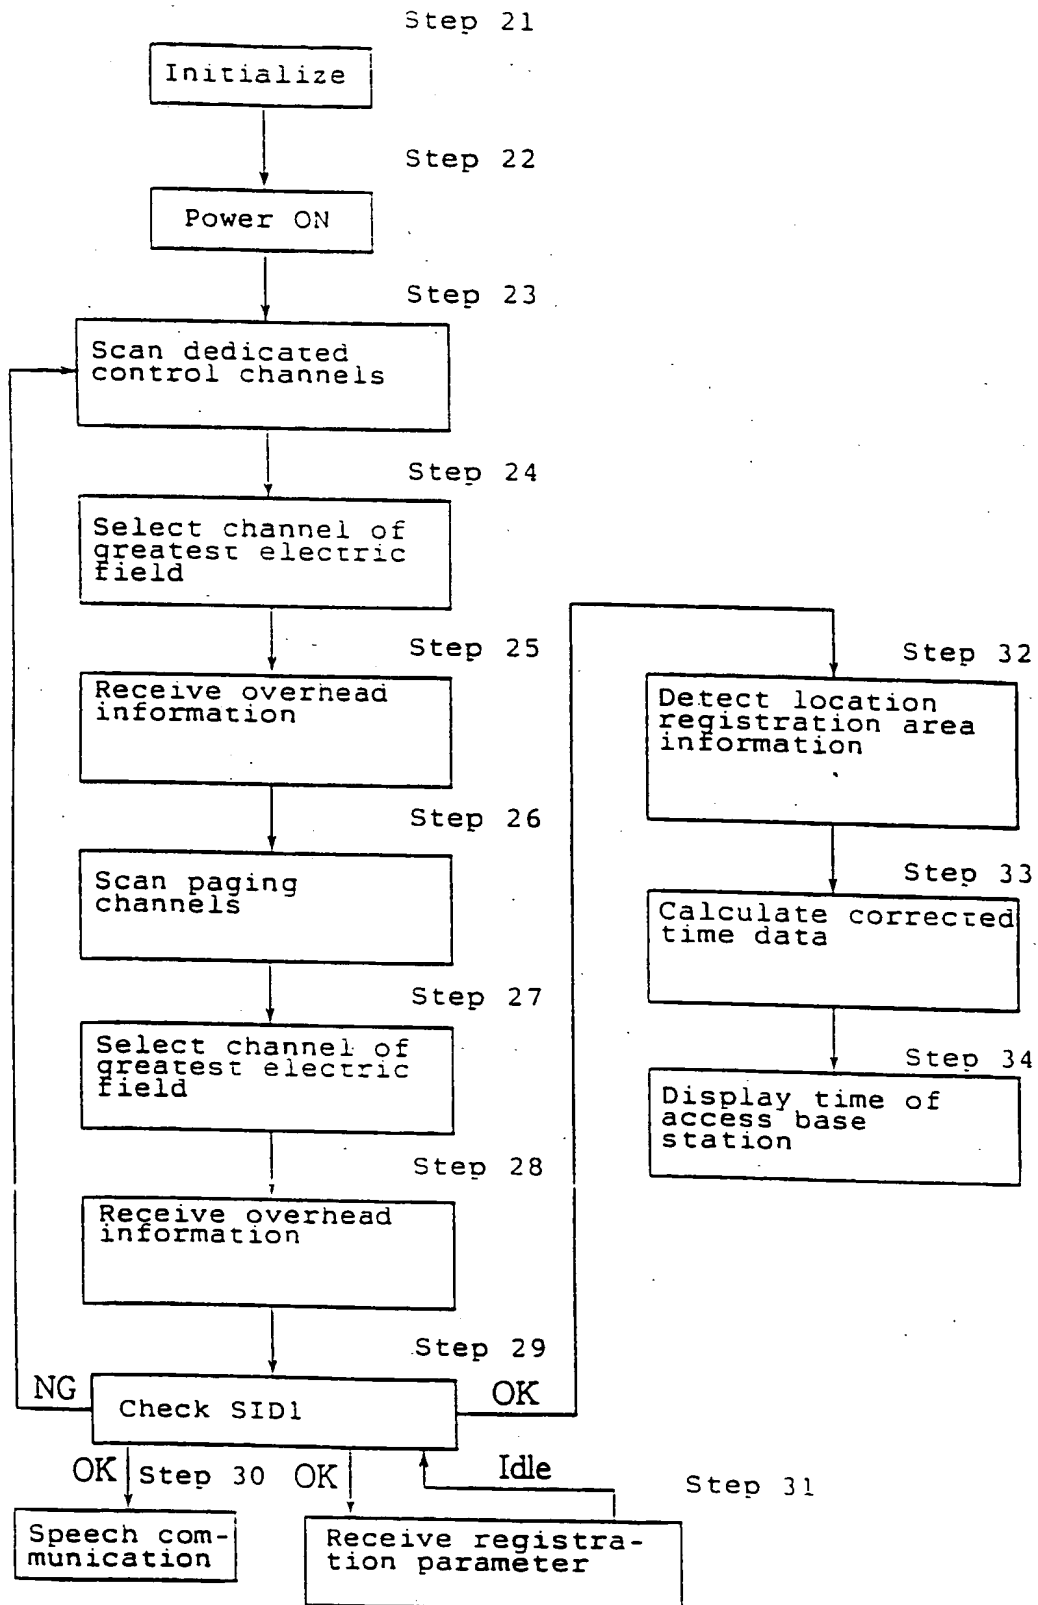 Step 21
Initialize
Step 22
Power ON
Step 23
Scan dedicated
control channels
Step 24
Select channel of
greatest electric
field
Step 25
Receive overhead
information
Step 26
Scan paging
channels
Step 27
Select channel of
greatest electric
field
Step 28
Receive overhead
information
Step 29
NG
Check SID1
OK
OK
Step 30
Speech com-
munication
OK
Idle
Step 31
Receive registra-
tion parameter
Step 32
Detect location
registration area
information
Step 33
Calculate corrected
time data
Step 34
Display time of
access base
station